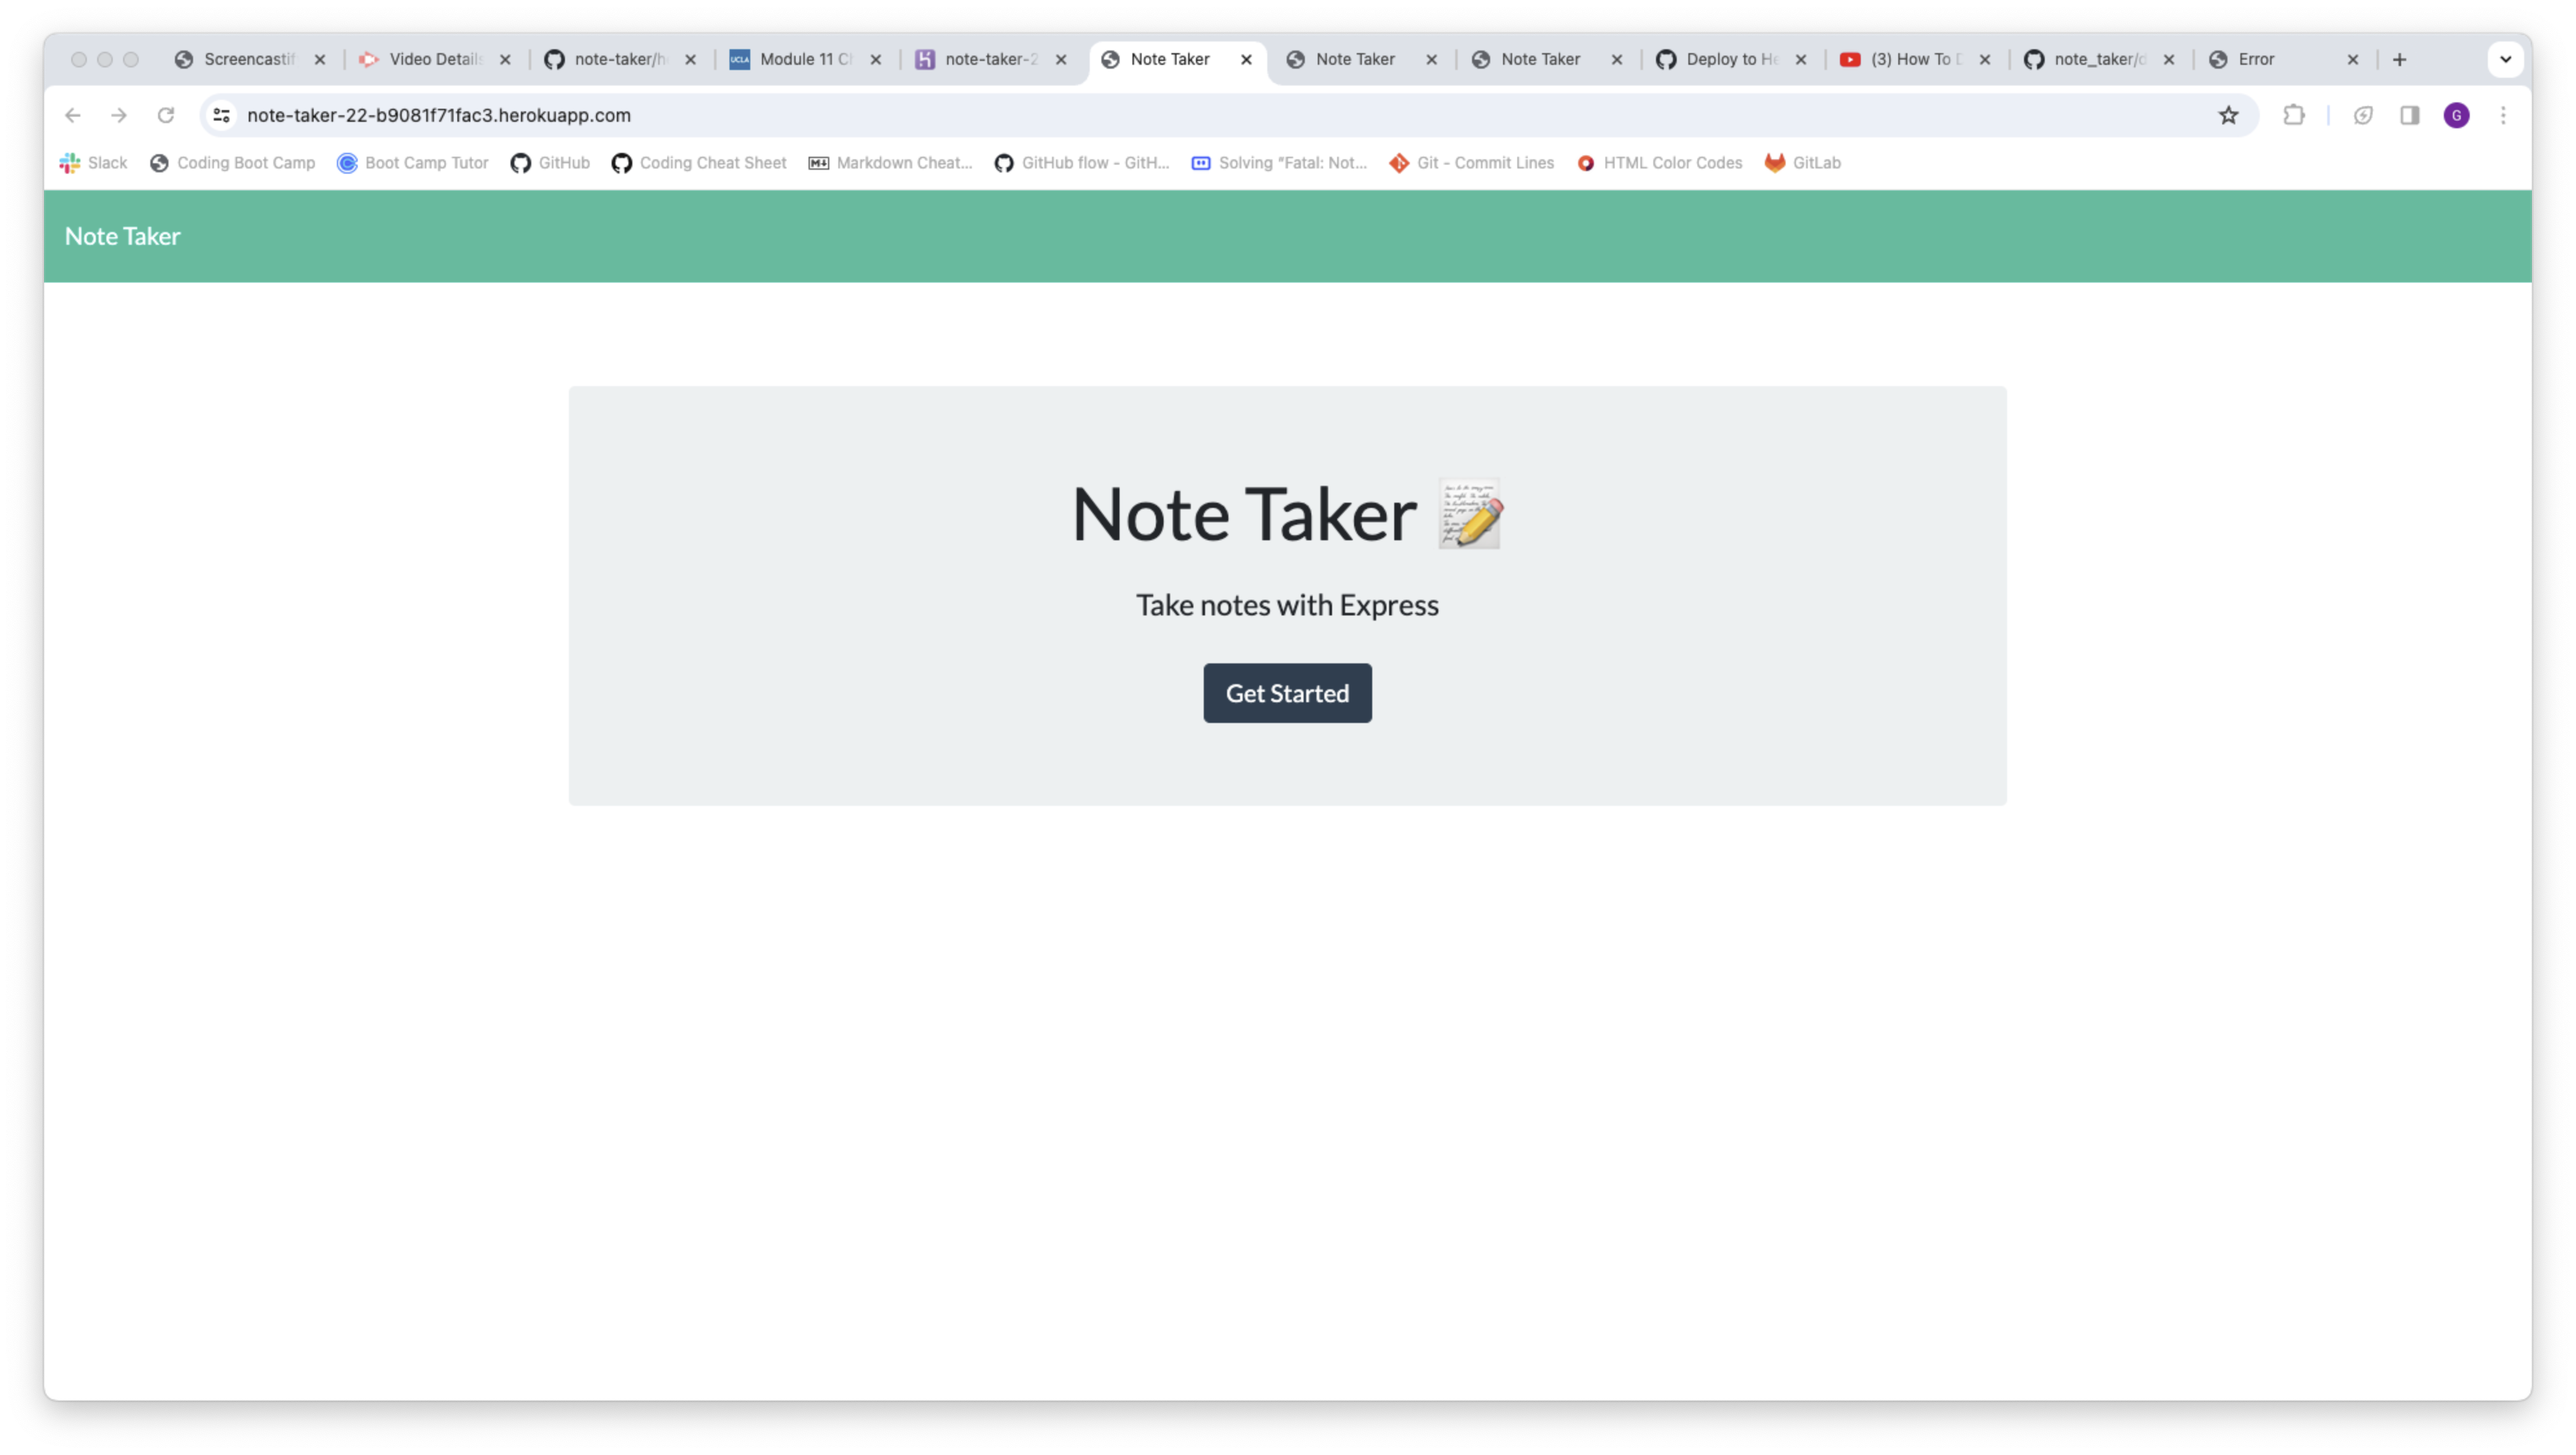 Screencastif Video Details note-taker/h Module 11 C note-taker-2 Note Taker Note Taker Note Taker Deploy to He (3) How To D note_taker/d Error
note-taker-22-b9081f71fac3.herokuapp.com G
Slack Coding Boot Camp Boot Camp Tutor GitHub Coding Cheat Sheet Markdown Cheat... GitHub flow - GitH... Solving "Fatal: Not... Git - Commit Lines HTML Color Codes GitLab
Note Taker
Note Taker
Take notes with Express
Get Started